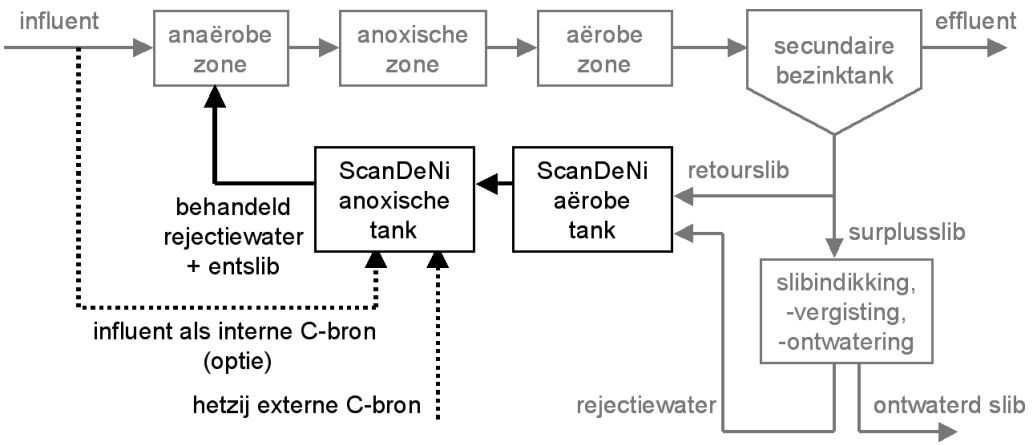 influent
effluent
anaërobe
zone
anoxische
zone
aërobe
zone
secundaire
bezinktank
ScanDeNi
anoxische
tank
ScanDeNi
aërobe
tank
retourslib
behandeld
rejectiewater
+ entslib
surplusslib
slibindikking,
-vergisting,
-ontwatering
influent als interne C-bron
(optie)
hetzij externe C-bron
rejectiewater
ontwaterd slib